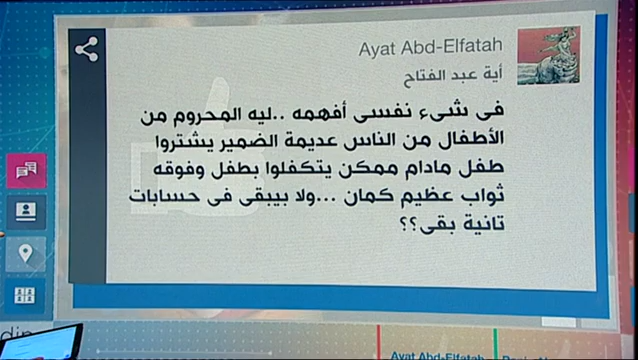 Ayat Abd-Elfatah
أية عبد الفتاح
فى شىء نفسى أفهمه ..ليه المحروم من
الأطفال من الناس عديمة الضمير يشتروا
طفل مادام ممكن يتكفلوا بطفل وفوقه
ثواب عظيم كمان ...ولا بيبقى فى حسابات
تانية بقى؟؟
Ayat Abd-Elfatah